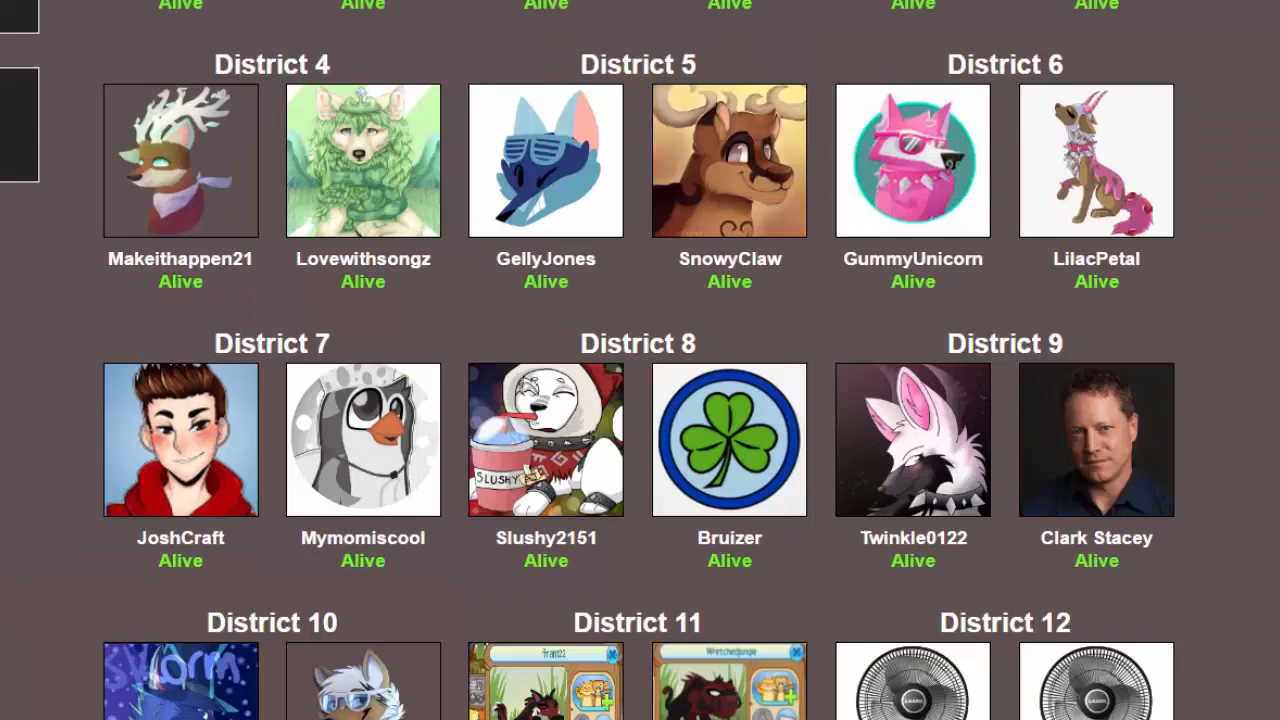 Alive Alive Alive Alive Alive Alive
District 4 District 5 District 6
Makeithappen21 Lovewithsongz GellyJones SnowyClaw GummyUnicorn LilacPetal
Alive Alive Alive Alive Alive Alive
District 7 District 8 District 9
SLUSHY
JoshCraft Mymomiscool Slushy2151 Bruizer Twinkle0122 Clark Stacey
Alive Alive Alive Alive Alive Alive
District 10 District 11 District 12
Wretchedjungle